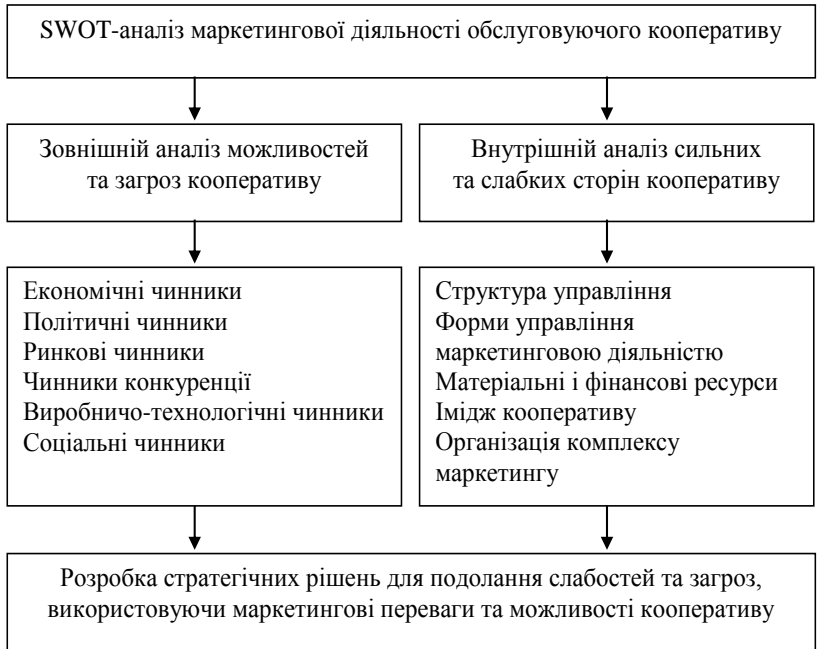 SWOT-аналіз маркетингової діяльності обслуговуючого кооперативу
Зовнішній аналіз можливостей
та загроз кооперативу
Внутрішній аналіз сильних
та слабких сторін кооперативу
Економічні чинники
Політичні чинники
Ринкові чинники
Чинники конкуренції
Виробничо-технологічні чинники
Соціальні чинники
Структура управління
Форми управління
маркетинговою діяльністю
Матеріальні і фінансові ресурси
Імідж кооперативу
Організація комплексу
маркетингу
Розробка стратегічних рішень для подолання слабостей та загроз,
використовуючи маркетингові переваги та можливості кооперативу